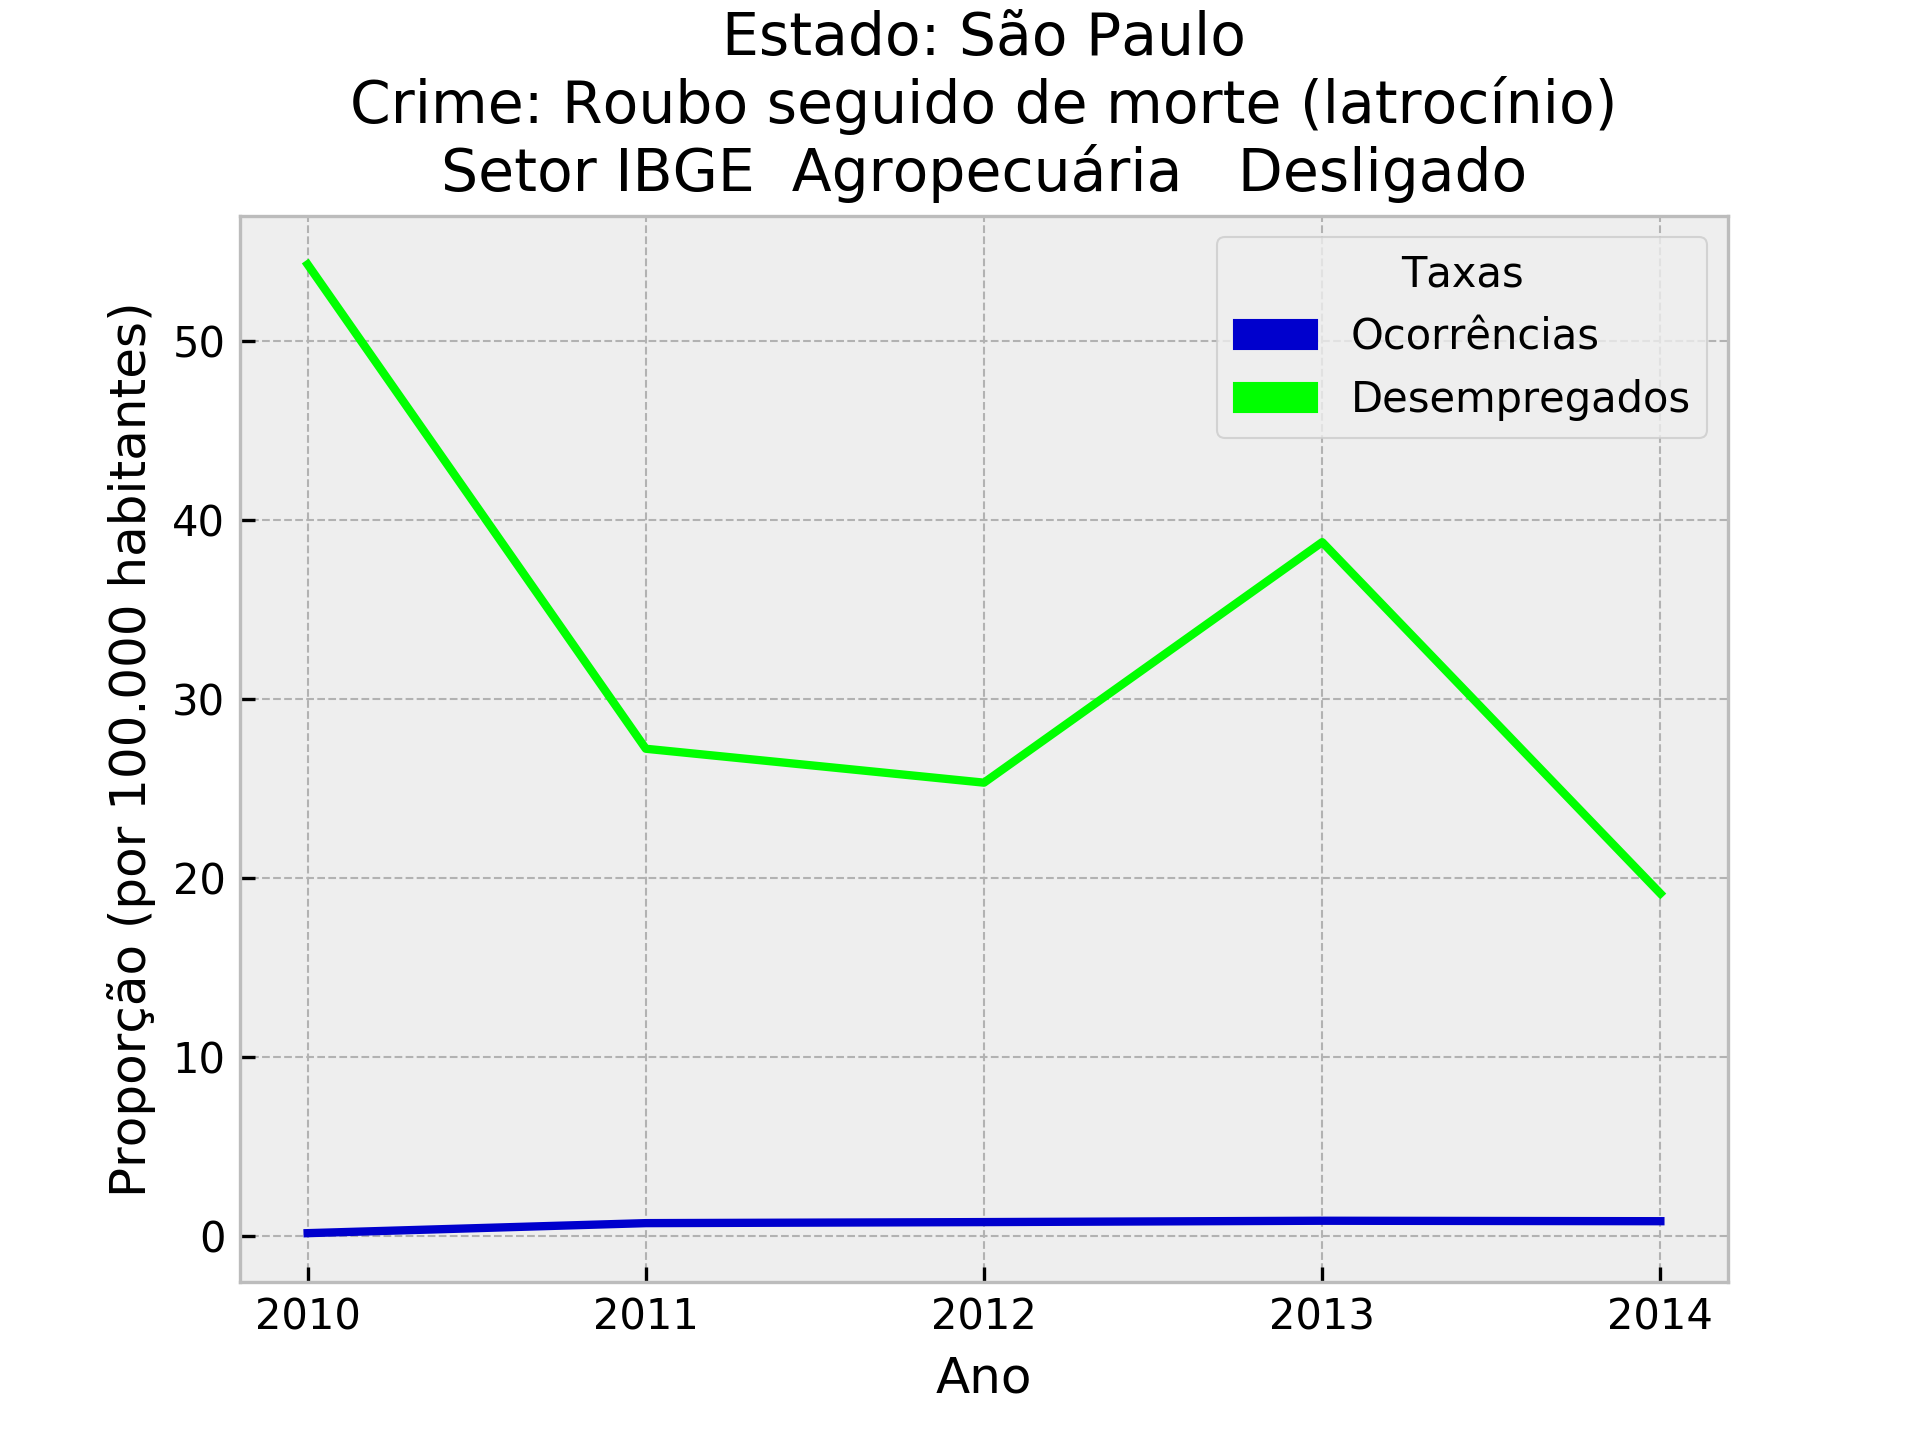 Estado: São Paulo
Crime: Roubo seguido de morte (latrocínio)
Setor IBGE  Agropecuária   Desligado
Taxas
Ocorrências
Desempregados
Proporção (por 100.000 habitantes)
50
40
30
20
10
0
2010 2011 2012 2013 2014
Ano